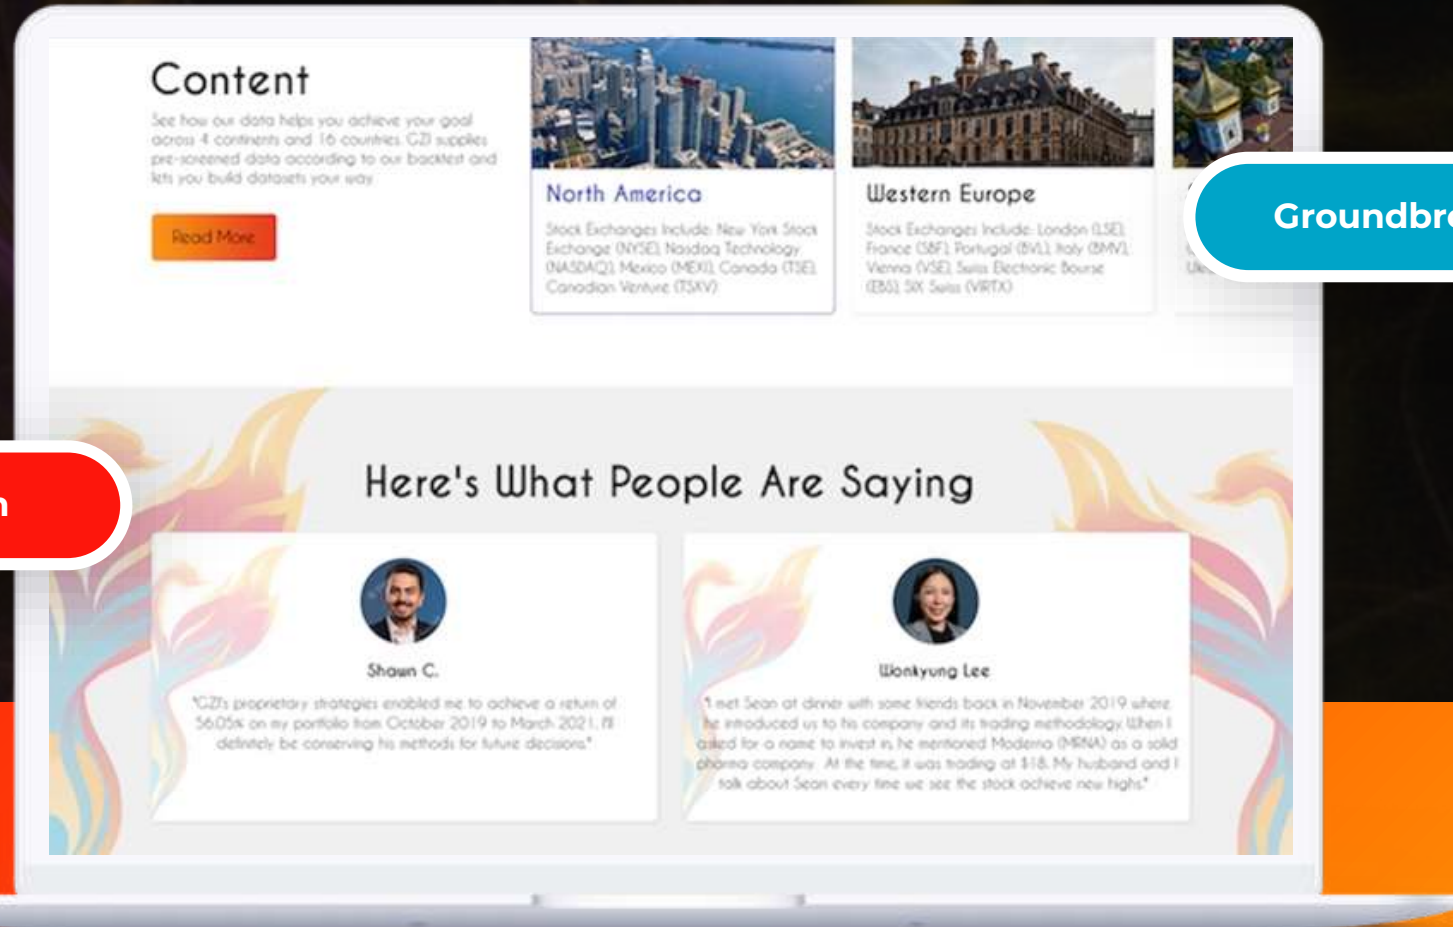 Content
See how our data helps you achieve your goal
across 4 continents and 16 countries. GZI supplies
pre-screened data according to our backtest and
lets you build datasets your way.
Read More
North America
Stock Exchanges Include: New York Stock
Exchange (NYSE), Nasdaq Technology
(NASDAQ), Mexico (MEXI), Canada (TSE),
Canadian Venture (TSXV)
Western Europe
Stock Exchanges Include: London (LSE),
France (SBF), Portugal (BVL), Italy (BMV),
Vienna (VSE), Swiss Electronic Bourse
(EBS), SIX Swiss (VIRTX)
Groundbre
n
Here's What People Are Saying
Shawn C.
"GZI's proprietary strategies enabled me to achieve a return of
56.05% on my portfolio from October 2019 to March 2021. I'll
definitely be conserving his methods for future decisions."
Wonkyung Lee
"I met Sean at dinner with some friends back in November 2019 where
he introduced us to his company and its trading methodology. When I
asked for a name to invest in, he mentioned Moderna (MRNA) as a solid
pharma company. At the time, it was trading at $18. My husband and I
talk about Sean every time we see the stock achieve new highs."